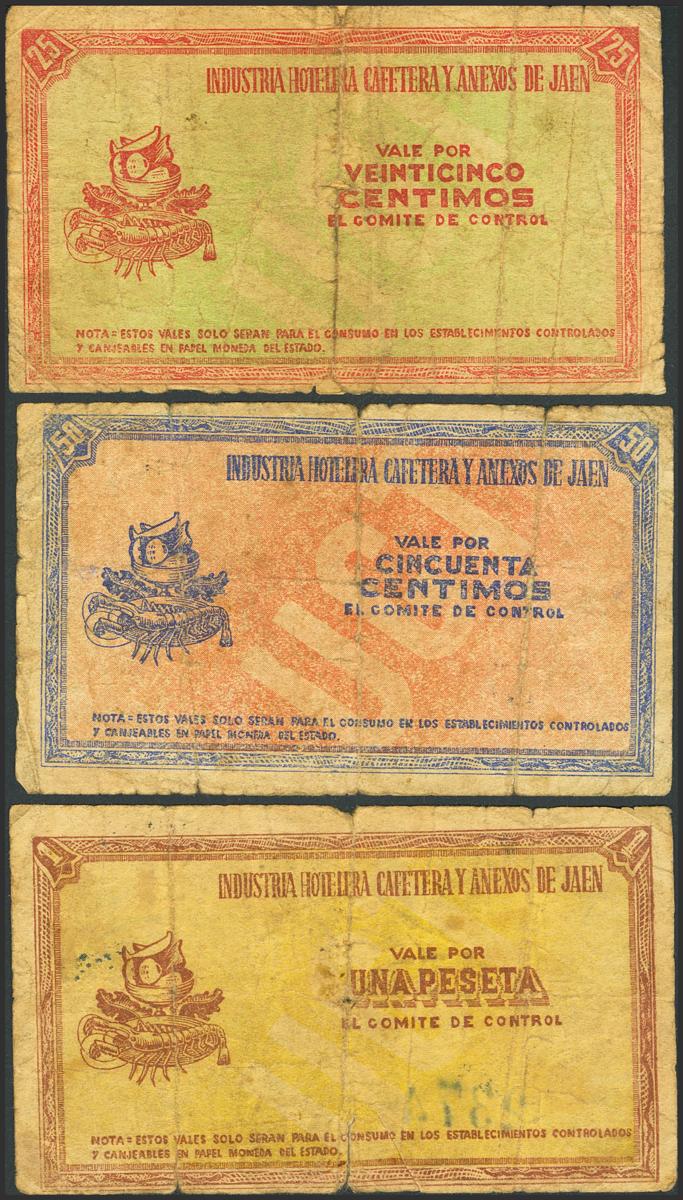 25 25
INDUSTRIA HOTELERA CAFETERA Y ANEXOS DE JAEN
VALE POR
VEINTICINCO
CENTIMOS
EL COMITE DE CONTROL
NOTA = ESTOS VALES SOLO SERAN PARA EL CONSUMO EN LOS ESTABLECIMIENTOS CONTROLADOS
Y CANJEABLES EN PAPEL MONEDA DEL ESTADO.
50 50
INDUSTRIA HOTELERA CAFETERA Y ANEXOS DE JAEN
UGT
VALE POR
CINCUENTA
CENTIMOS
EL COMITE DE CONTROL
NOTA = ESTOS VALES SOLO SERAN PARA EL CONSUMO EN LOS ESTABLECIMIENTOS CONTROLADOS
Y CANJEABLES EN PAPEL MONEDA DEL ESTADO.
1 1
INDUSTRIA HOTELERA CAFETERA Y ANEXOS DE JAEN
VALE POR
UNA PESETA
EL COMITE DE CONTROL
NOTA = ESTOS VALES SOLO SERAN PARA EL CONSUMO EN LOS ESTABLECIMIENTOS CONTROLADOS
Y CANJEABLES EN PAPEL MONEDA DEL ESTADO.